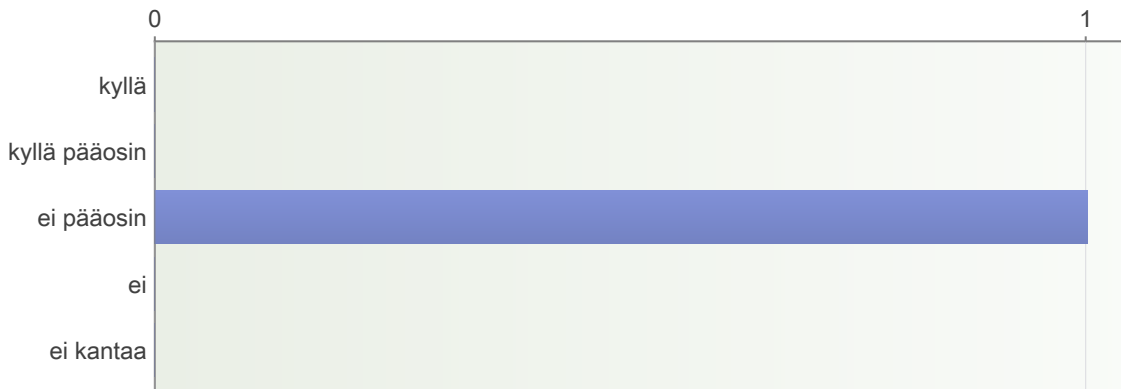 0 1
kyllä
kyllä pääosin
ei pääosin
ei
ei kantaa